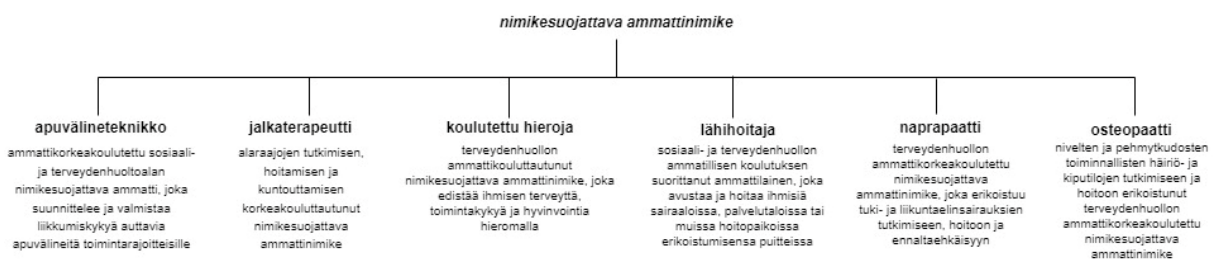 nimikesuojattava ammattinimike
apuvälineteknikko
ammattikorkeakoulutettu sosiaali-
ja terveydenhuoltoalan
nimikesuojattava ammatti, joka
suunnittelee ja valmistaa
liikkumiskykyä auttavia
apuvälineitä toimintarajoitteisille
jalkaterapeutti
alaraajojen tutkimisen,
hoitamisen ja
kuntouttamisen
korkeakouluttautunut
nimikesuojattava
ammattinimike
koulutettu hieroja
terveydenhuollon
ammatikouluttautunut
nimikesuojattava ammattinimike, joka
edistää ihmisen terveyttä,
toimintakykyä ja hyvinvointia
hieromalla
lähihoitaja
sosiaali- ja terveydenhuollon
ammatillisen koulutuksen
suorittanut ammattilainen, joka
avustaa ja hoitaa ihmisiä
sairaaloissa, palvelutaloissa tai
muissa hoitopaikoissa
erikoistumisensa puitteissa
naprapaatti
terveydenhuollon
ammattikorkeakoulutettu
nimikesuojattava
ammattinimike, joka erikoistuu
tuki- ja liikuntaelinsairauksien
tutkimiseen, hoitoon ja
ennaltaehkäisyyn
osteopaatti
nivelten ja pehmytkudosten
toiminnallisten häiriö- ja
kiputilojen tutkimiseen ja
hoitoon erikoistunut
terveydenhuollon
ammattikorkeakoulutettu
nimikesuojattava
ammattinimike